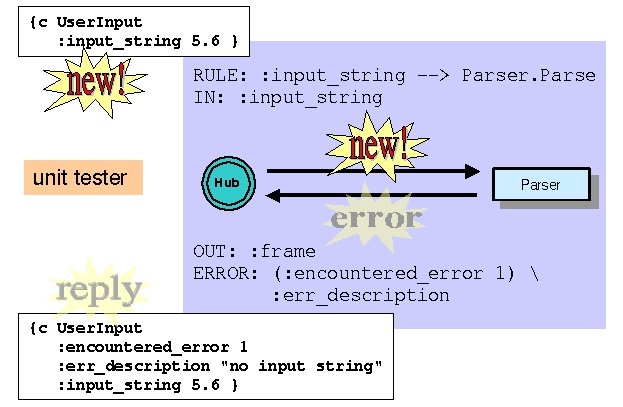 {c UserInput
:input_string 5.6 }
new!
RULE: :input_string --> Parser.Parse
IN: :input_string
new!
unit tester
Hub
Parser
error
OUT: :frame
ERROR: (:encountered_error 1) \
:err_description
reply
{c UserInput
:encountered_error 1
:err_description "no input string"
:input_string 5.6 }